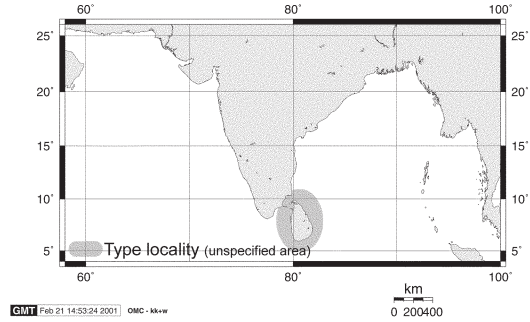 60˚ 80˚ 100˚
25˚ 25˚
20˚ 20˚
15˚ 15˚
10˚ 10˚
5˚ 5˚
Type locality (unspecified area)
60˚ 80˚ 100˚
km
0 200400
GMT Feb 21 14:53:24 2001 OMC - kk+w